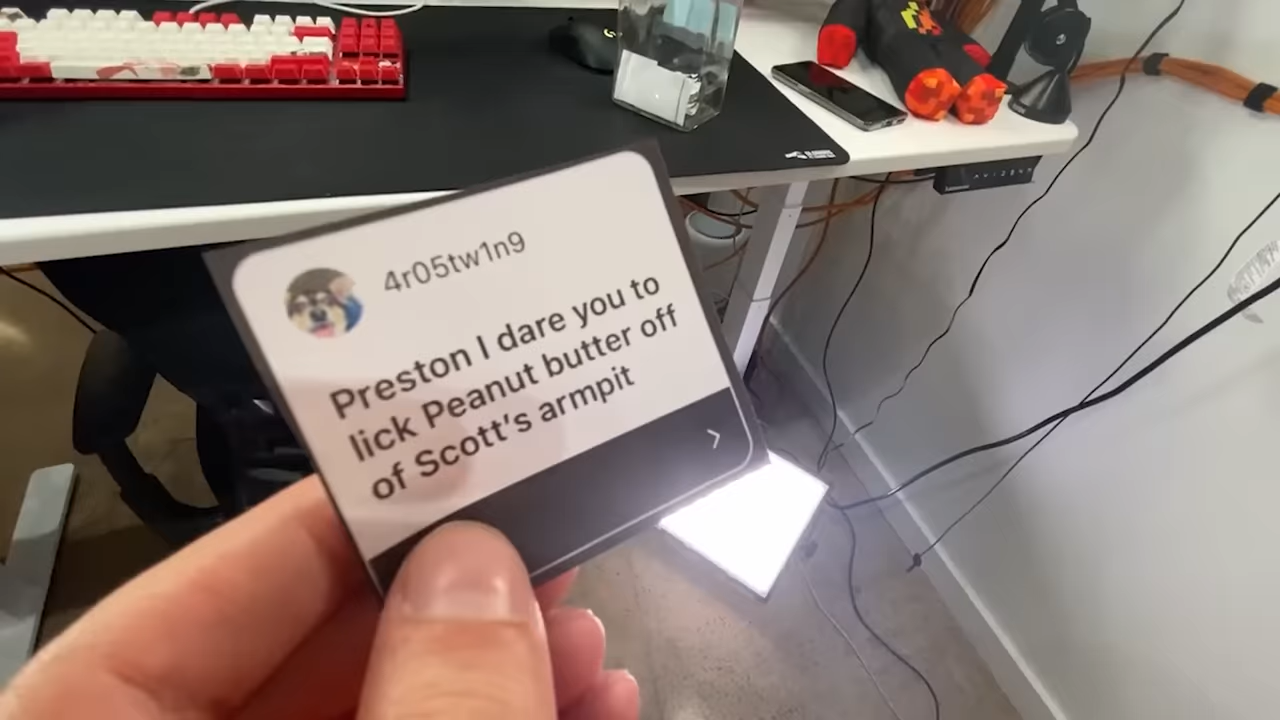 4r05tw1n9
Preston I dare you to
lick Peanut butter off
of Scott's armpit